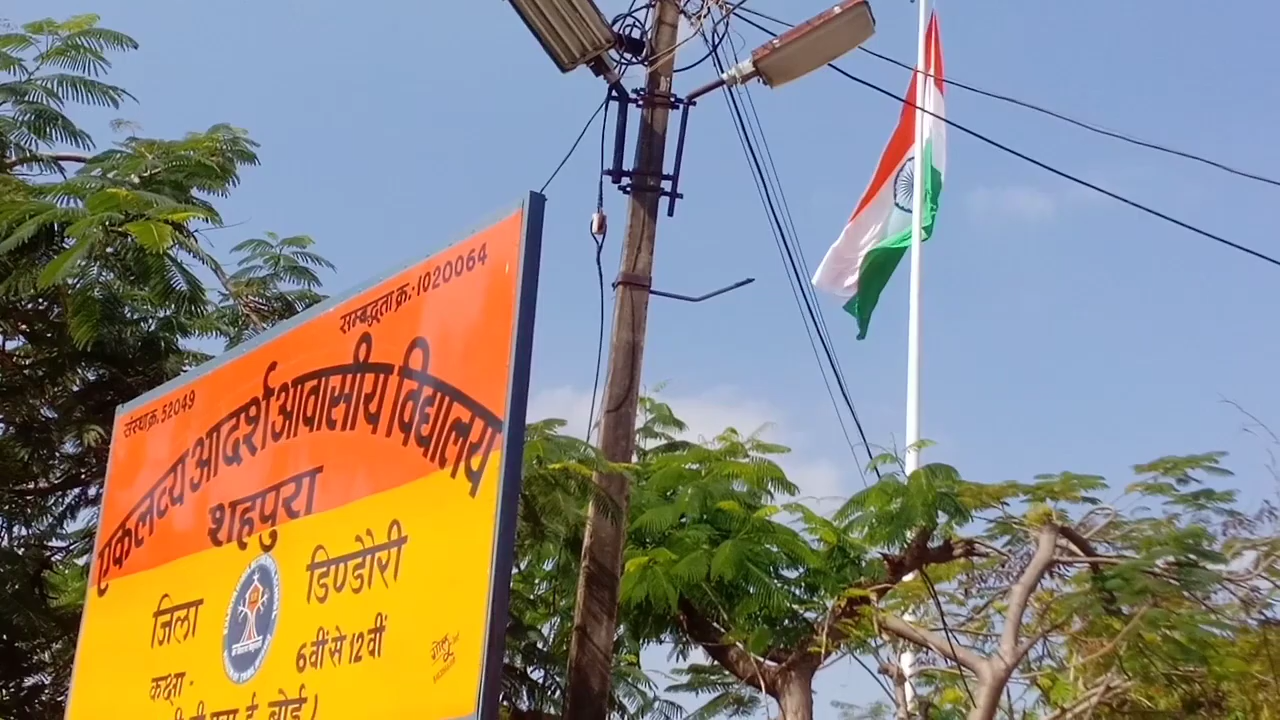 सम्बद्धता क्र.-1020064
संस्था क्र. 52049
एकलव्य आदर्श आवासीय विद्यालय
शहपुरा
जिला डिण्डौरी
कक्षा - 6वीं से 12वीं
बोर्ड)